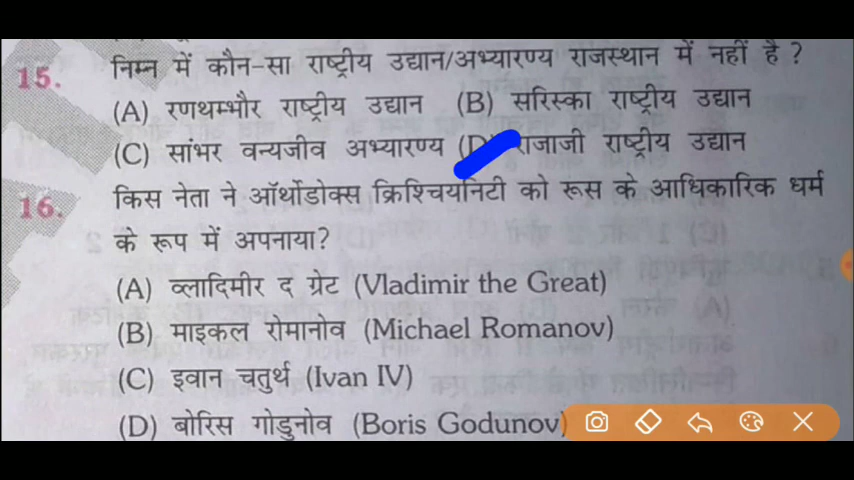 15. निम्न में कौन-सा राष्ट्रीय उद्यान/अभ्यारण्य राजस्थान में नहीं है ?
(A) रणथम्भौर राष्ट्रीय उद्यान (B) सरिस्का राष्ट्रीय उद्यान
(C) सांभर वन्यजीव अभ्यारण्य (D) राजाजी राष्ट्रीय उद्यान
16. किस नेता ने ऑर्थोडोक्स क्रिश्चियनिटी को रूस के आधिकारिक धर्म
के रूप में अपनाया?
(A) व्लादिमीर द ग्रेट (Vladimir the Great)
(B) माइकल रोमानोव (Michael Romanov)
(C) इवान चतुर्थ (Ivan IV)
(D) बोरिस गोडुनोव (Boris Godunov)